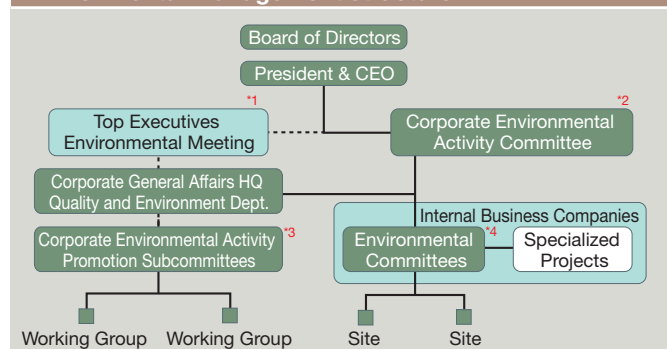 Board of Directors
President & CEO
*1
Top Executives
Environmental Meeting
*2
Corporate Environmental
Activity Committee
Corporate General Affairs HQ
Quality and Environment Dept.
Internal Business Companies
*3
Corporate Environmental Activity
Promotion Subcommittees
*4
Environmental
Committees
Specialized
Projects
Working Group
Working Group
Site
Site